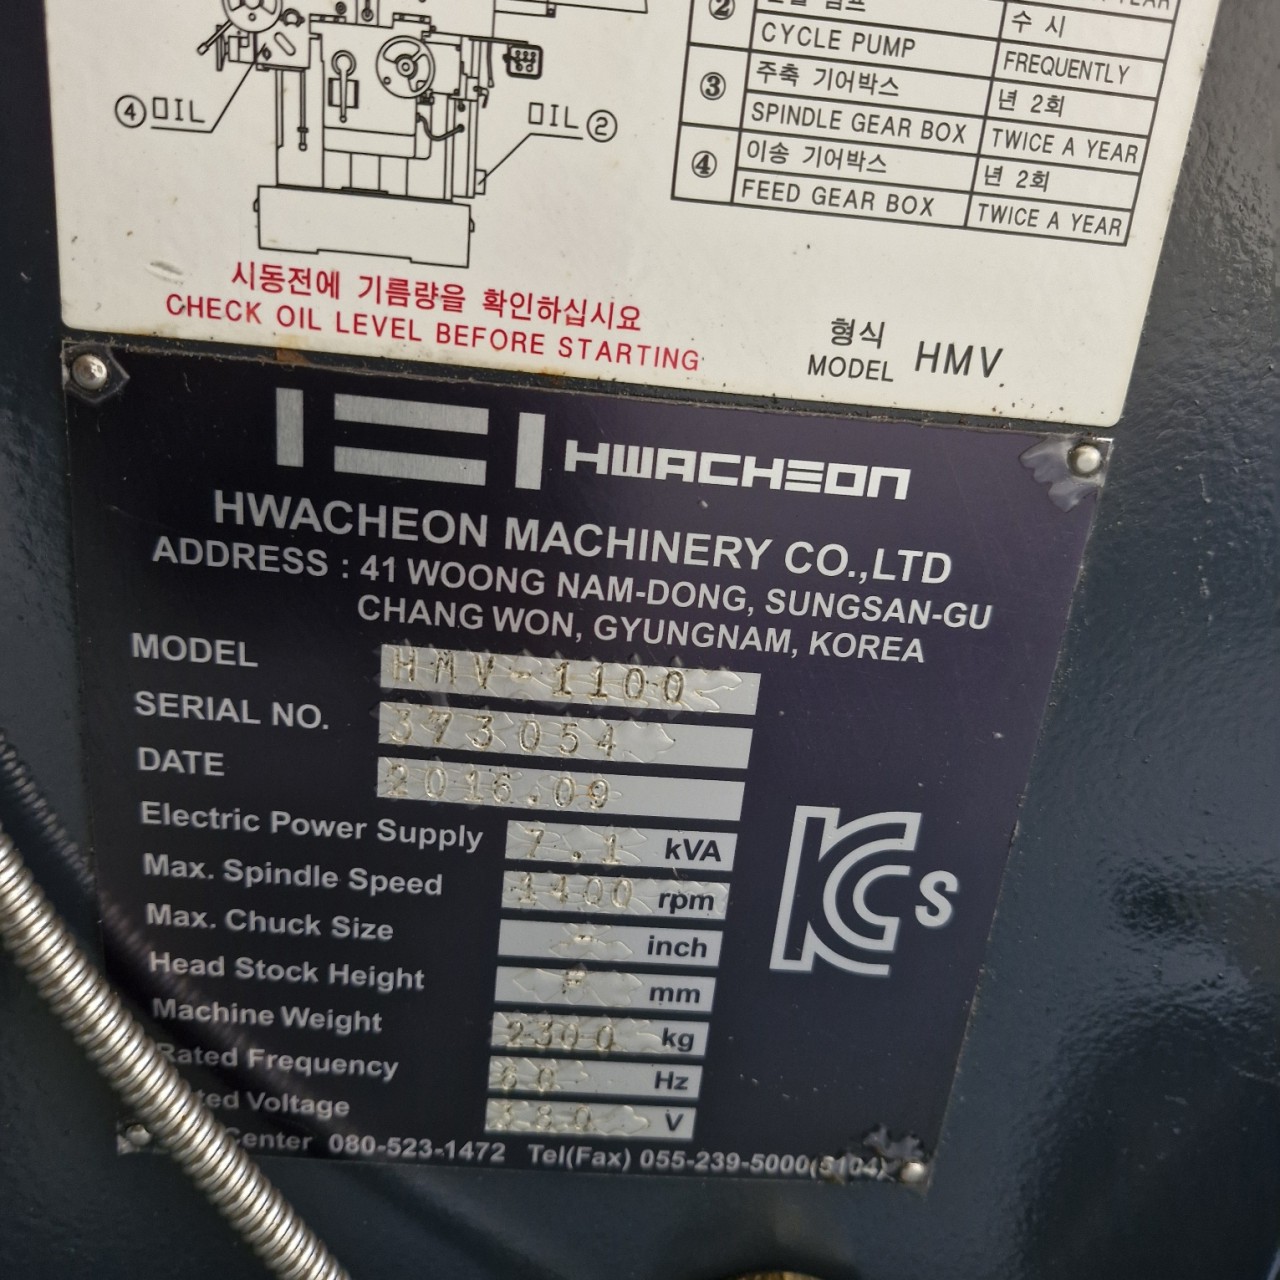 ②
CYCLE PUMP
수 시
FREQUENTLY
③
주축 기어박스
년 2회
SPINDLE GEAR BOX
TWICE A YEAR
④
이송 기어박스
년 2회
FEED GEAR BOX
TWICE A YEAR
④ OIL
OIL ②
시동전에 기름량을 확인하십시요
CHECK OIL LEVEL BEFORE STARTING
형식
MODEL HMV
HWACHEON
HWACHEON MACHINERY CO.,LTD
ADDRESS : 41 WOONG NAM-DONG, SUNGSAN-GU
CHANG WON, GYUNGNAM, KOREA
MODEL HMV-1100
SERIAL NO. 373054
DATE 2016.09
Electric Power Supply 7.1 kVA
Max. Spindle Speed 1400 rpm
Max. Chuck Size - inch
Head Stock Height mm
Machine Weight 2300 kg
Rated Frequency 60 Hz
Voltage 380 V
Center 080-523-1472 Tel(Fax) 055-239-5000(5104)
KCs